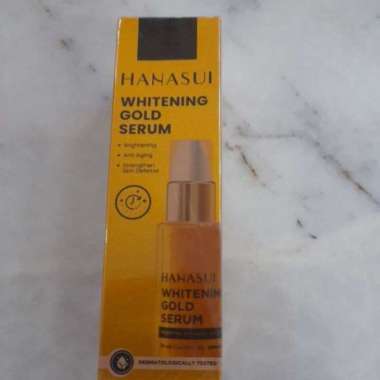 HANASUI
WHITENING
GOLD
SERUM
Brightening
Anti Aging
Strengthen
Skin Defense
HANASUI
WHITENIN
GOLD
SERUM
DERMATOLOGICALLY TESTED